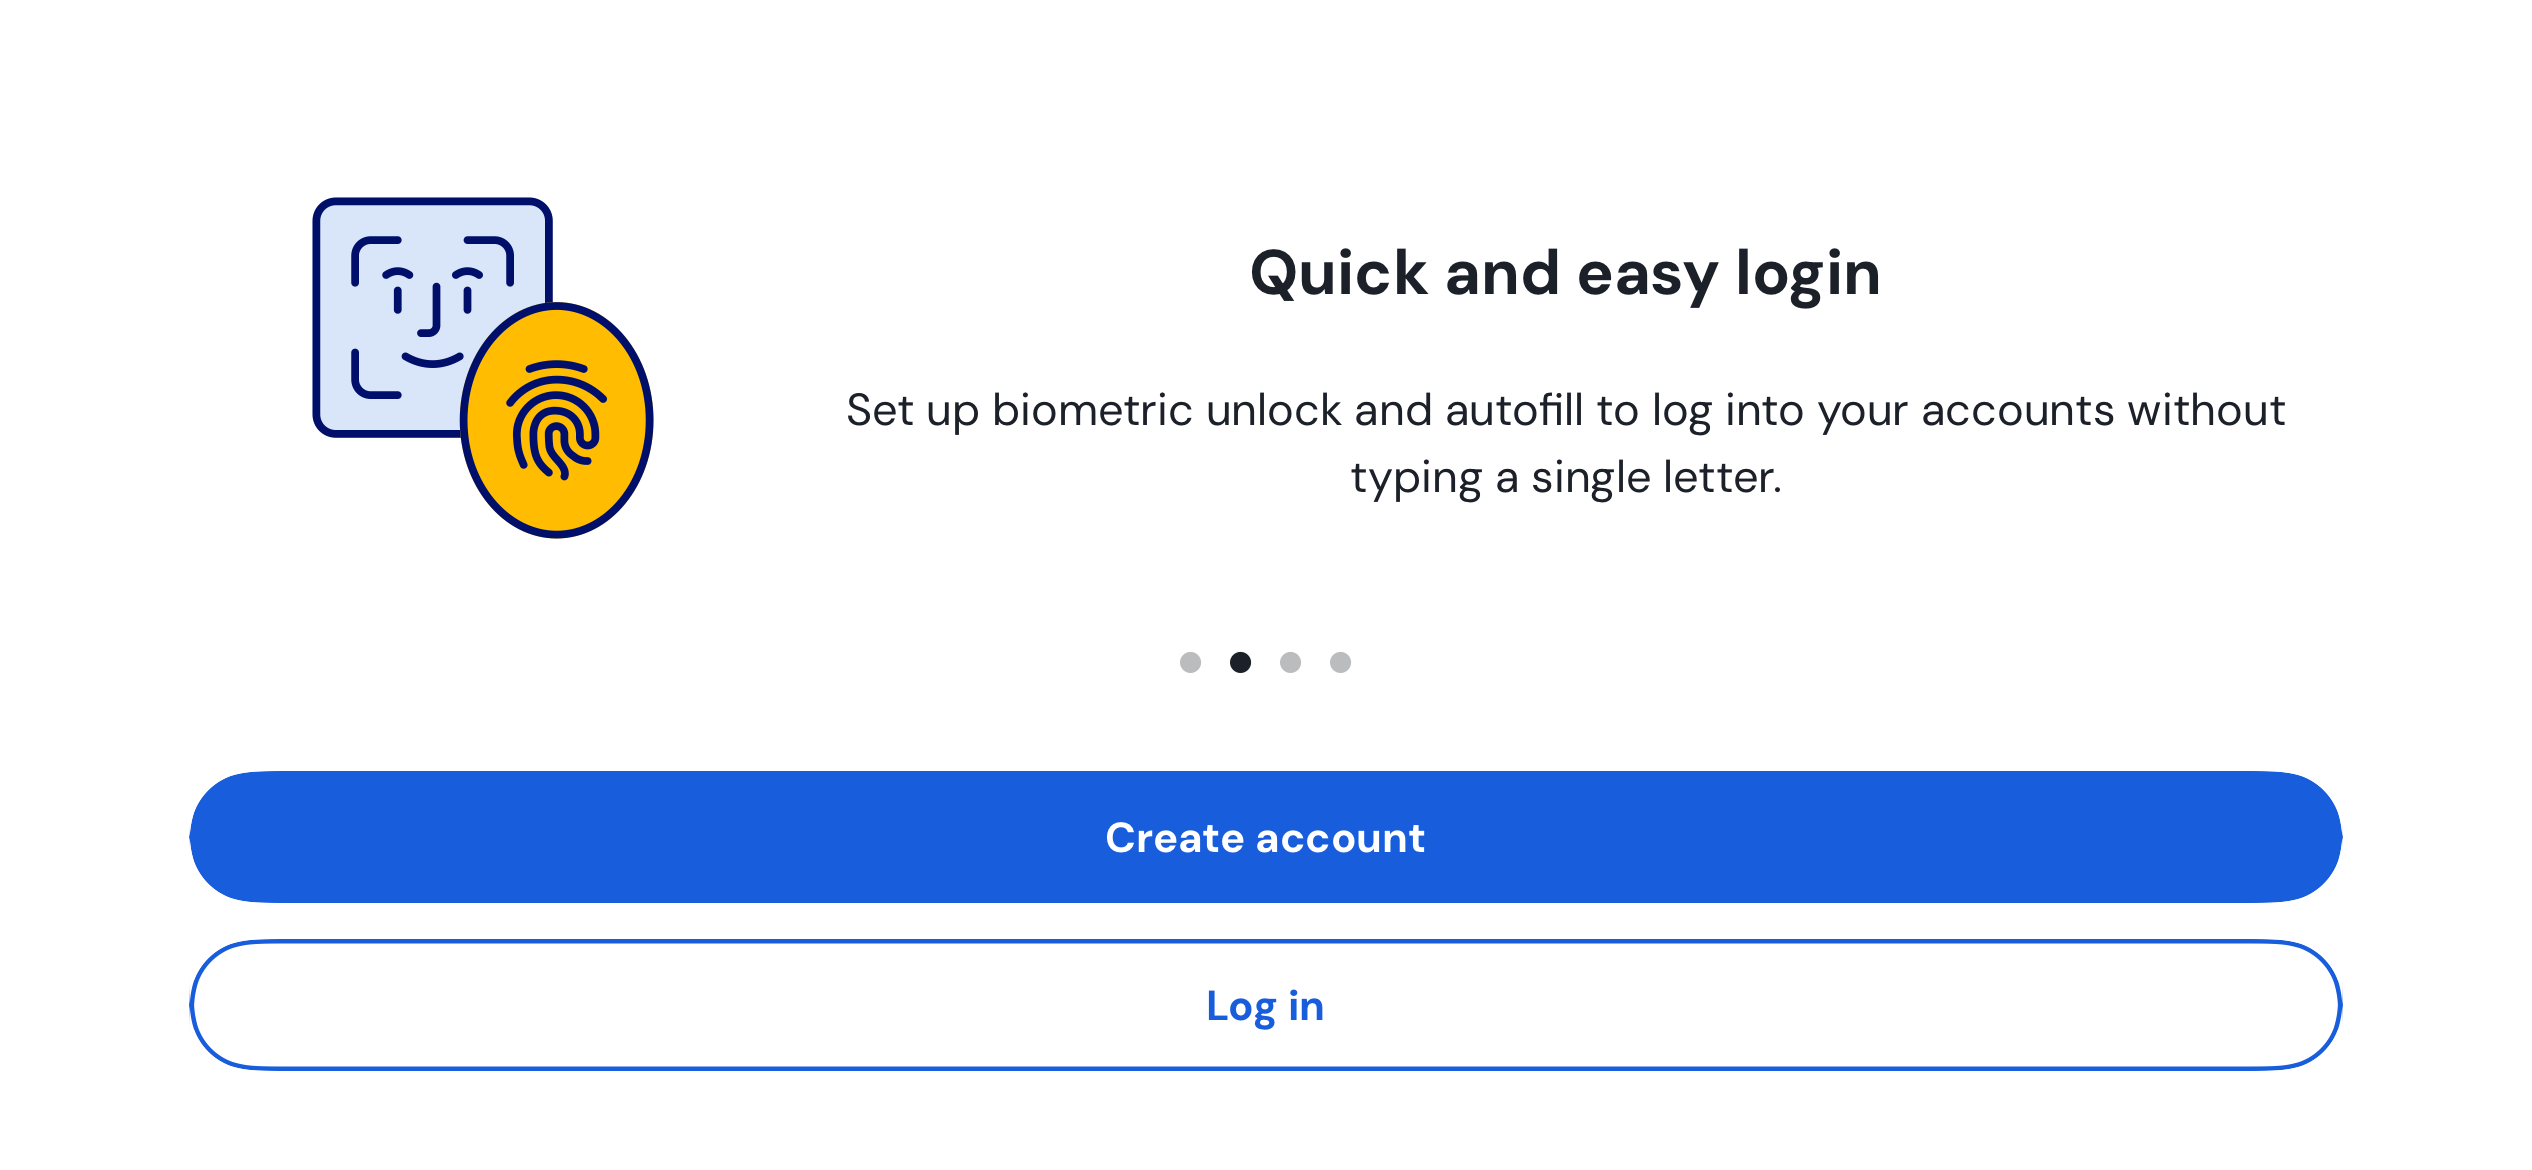 Quick and easy login
Set up biometric unlock and autofill to log into your accounts without
typing a single letter.
Create account
Log in